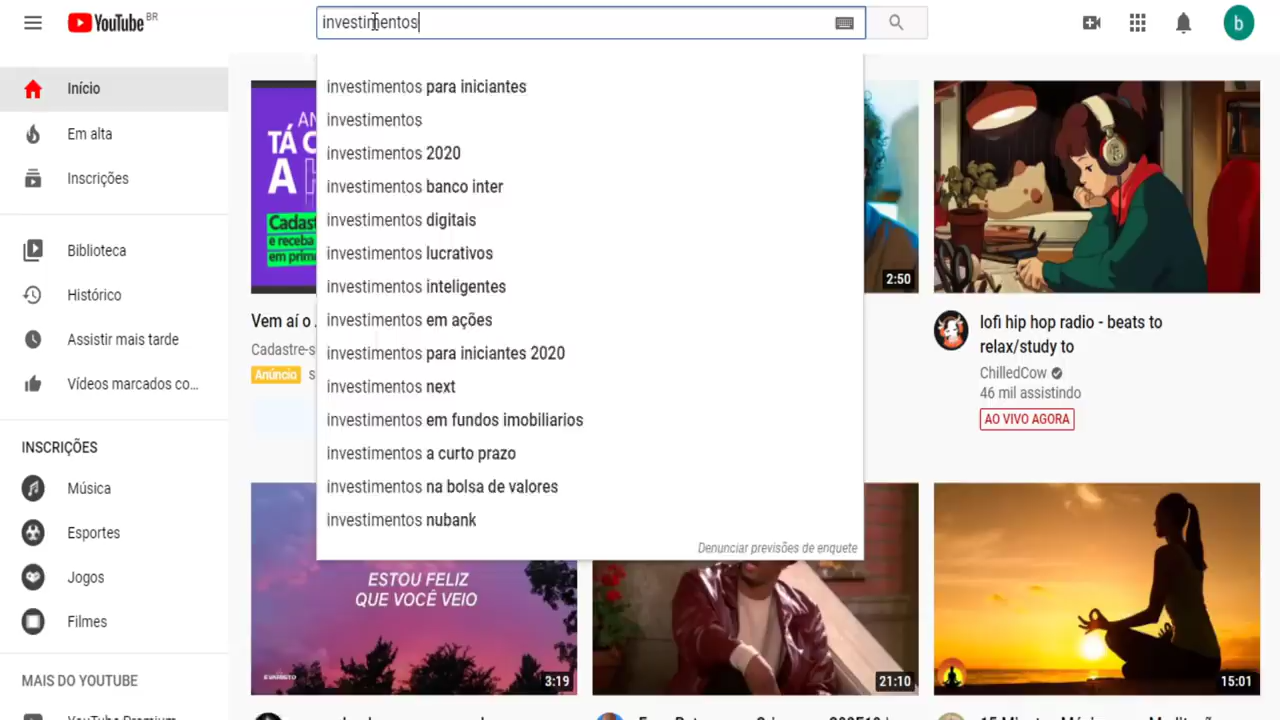 YouTube BR
investimentos
b
Início
Em alta
Inscrições
Biblioteca
Histórico
Assistir mais tarde
Vídeos marcados co...
INSCRIÇÕES
Música
Esportes
Jogos
Filmes
MAIS DO YOUTUBE
YouTube Premium
investimentos para iniciantes
investimentos
investimentos 2020
investimentos banco inter
investimentos digitais
investimentos lucrativos
investimentos inteligentes
investimentos em ações
investimentos para iniciantes 2020
investimentos next
investimentos em fundos imobiliarios
investimentos a curto prazo
investimentos na bolsa de valores
investimentos nubank
Denunciar previsões de enquete
TÁ
A
e receba
Vem aí o
Anúncio
2:50
lofi hip hop radio - beats to
relax/study to
ChilledCow
46 mil assistindo
AO VIVO AGORA
ESTOU FELIZ
QUE VOCÊ VEIO
3:19
21:10
15:01